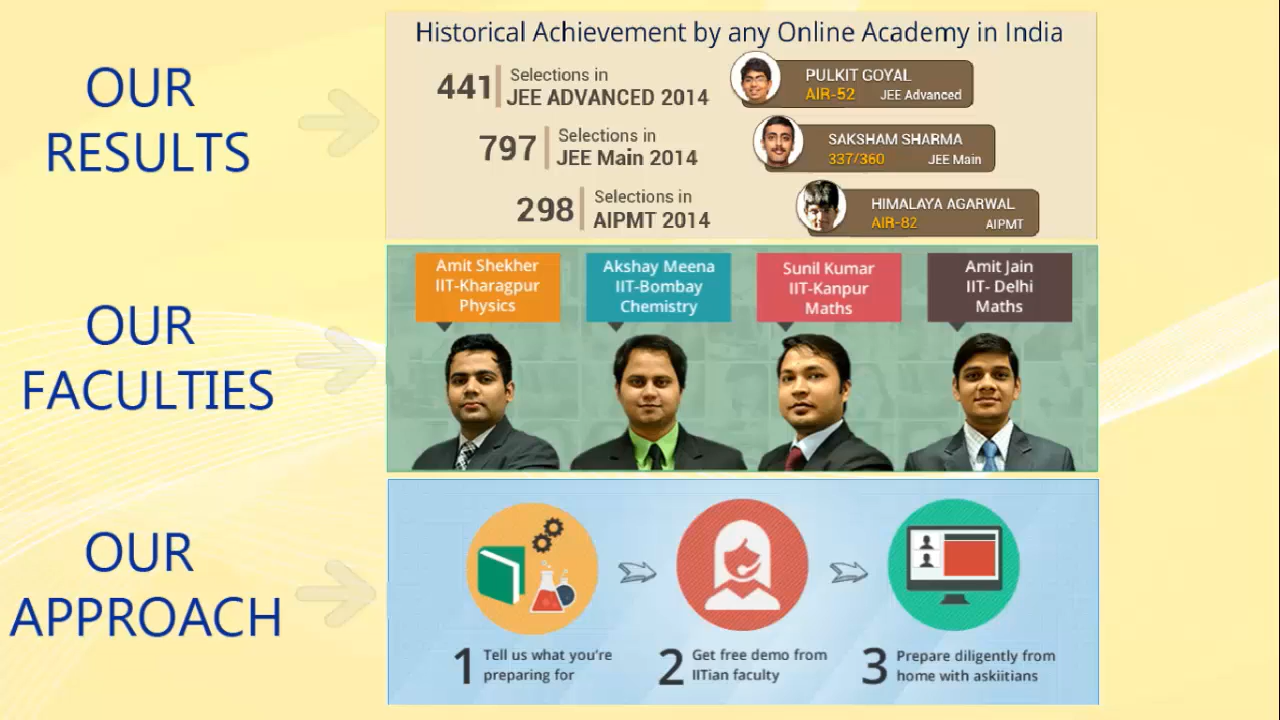 OUR
RESULTS
Historical Achievement by any Online Academy in India
441
Selections in
JEE ADVANCED 2014
PULKIT GOYAL
AIR-52 JEE Advanced
797
Selections in
JEE Main 2014
SAKSHAM SHARMA
337/360 JEE Main
298
Selections in
AIPMT 2014
HIMALAYA AGARWAL
AIR-82 AIPMT
OUR
FACULTIES
Amit Shekher
IIT-Kharagpur
Physics
Akshay Meena
IIT-Bombay
Chemistry
Sunil Kumar
IIT-Kanpur
Maths
Amit Jain
IIT- Delhi
Maths
OUR
APPROACH
1
Tell us what you're
preparing for
2
Get free demo from
IITian faculty
3
Prepare diligently from
home with askiitians